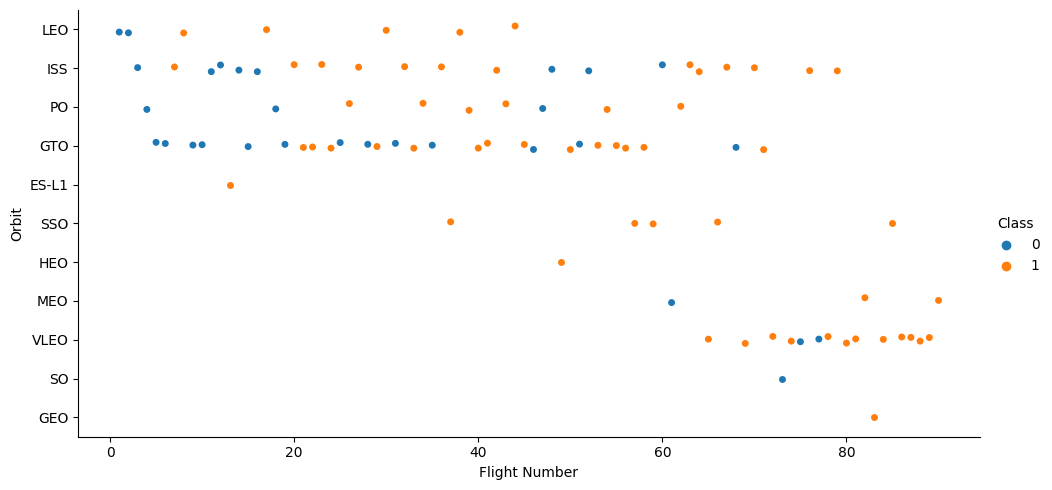 LEO
ISS
PO
GTO
ES-L1
SSO
HEO
MEO
VLEO
SO
GEO
Orbit
0
20
40
60
80
Flight Number
Class
0
1